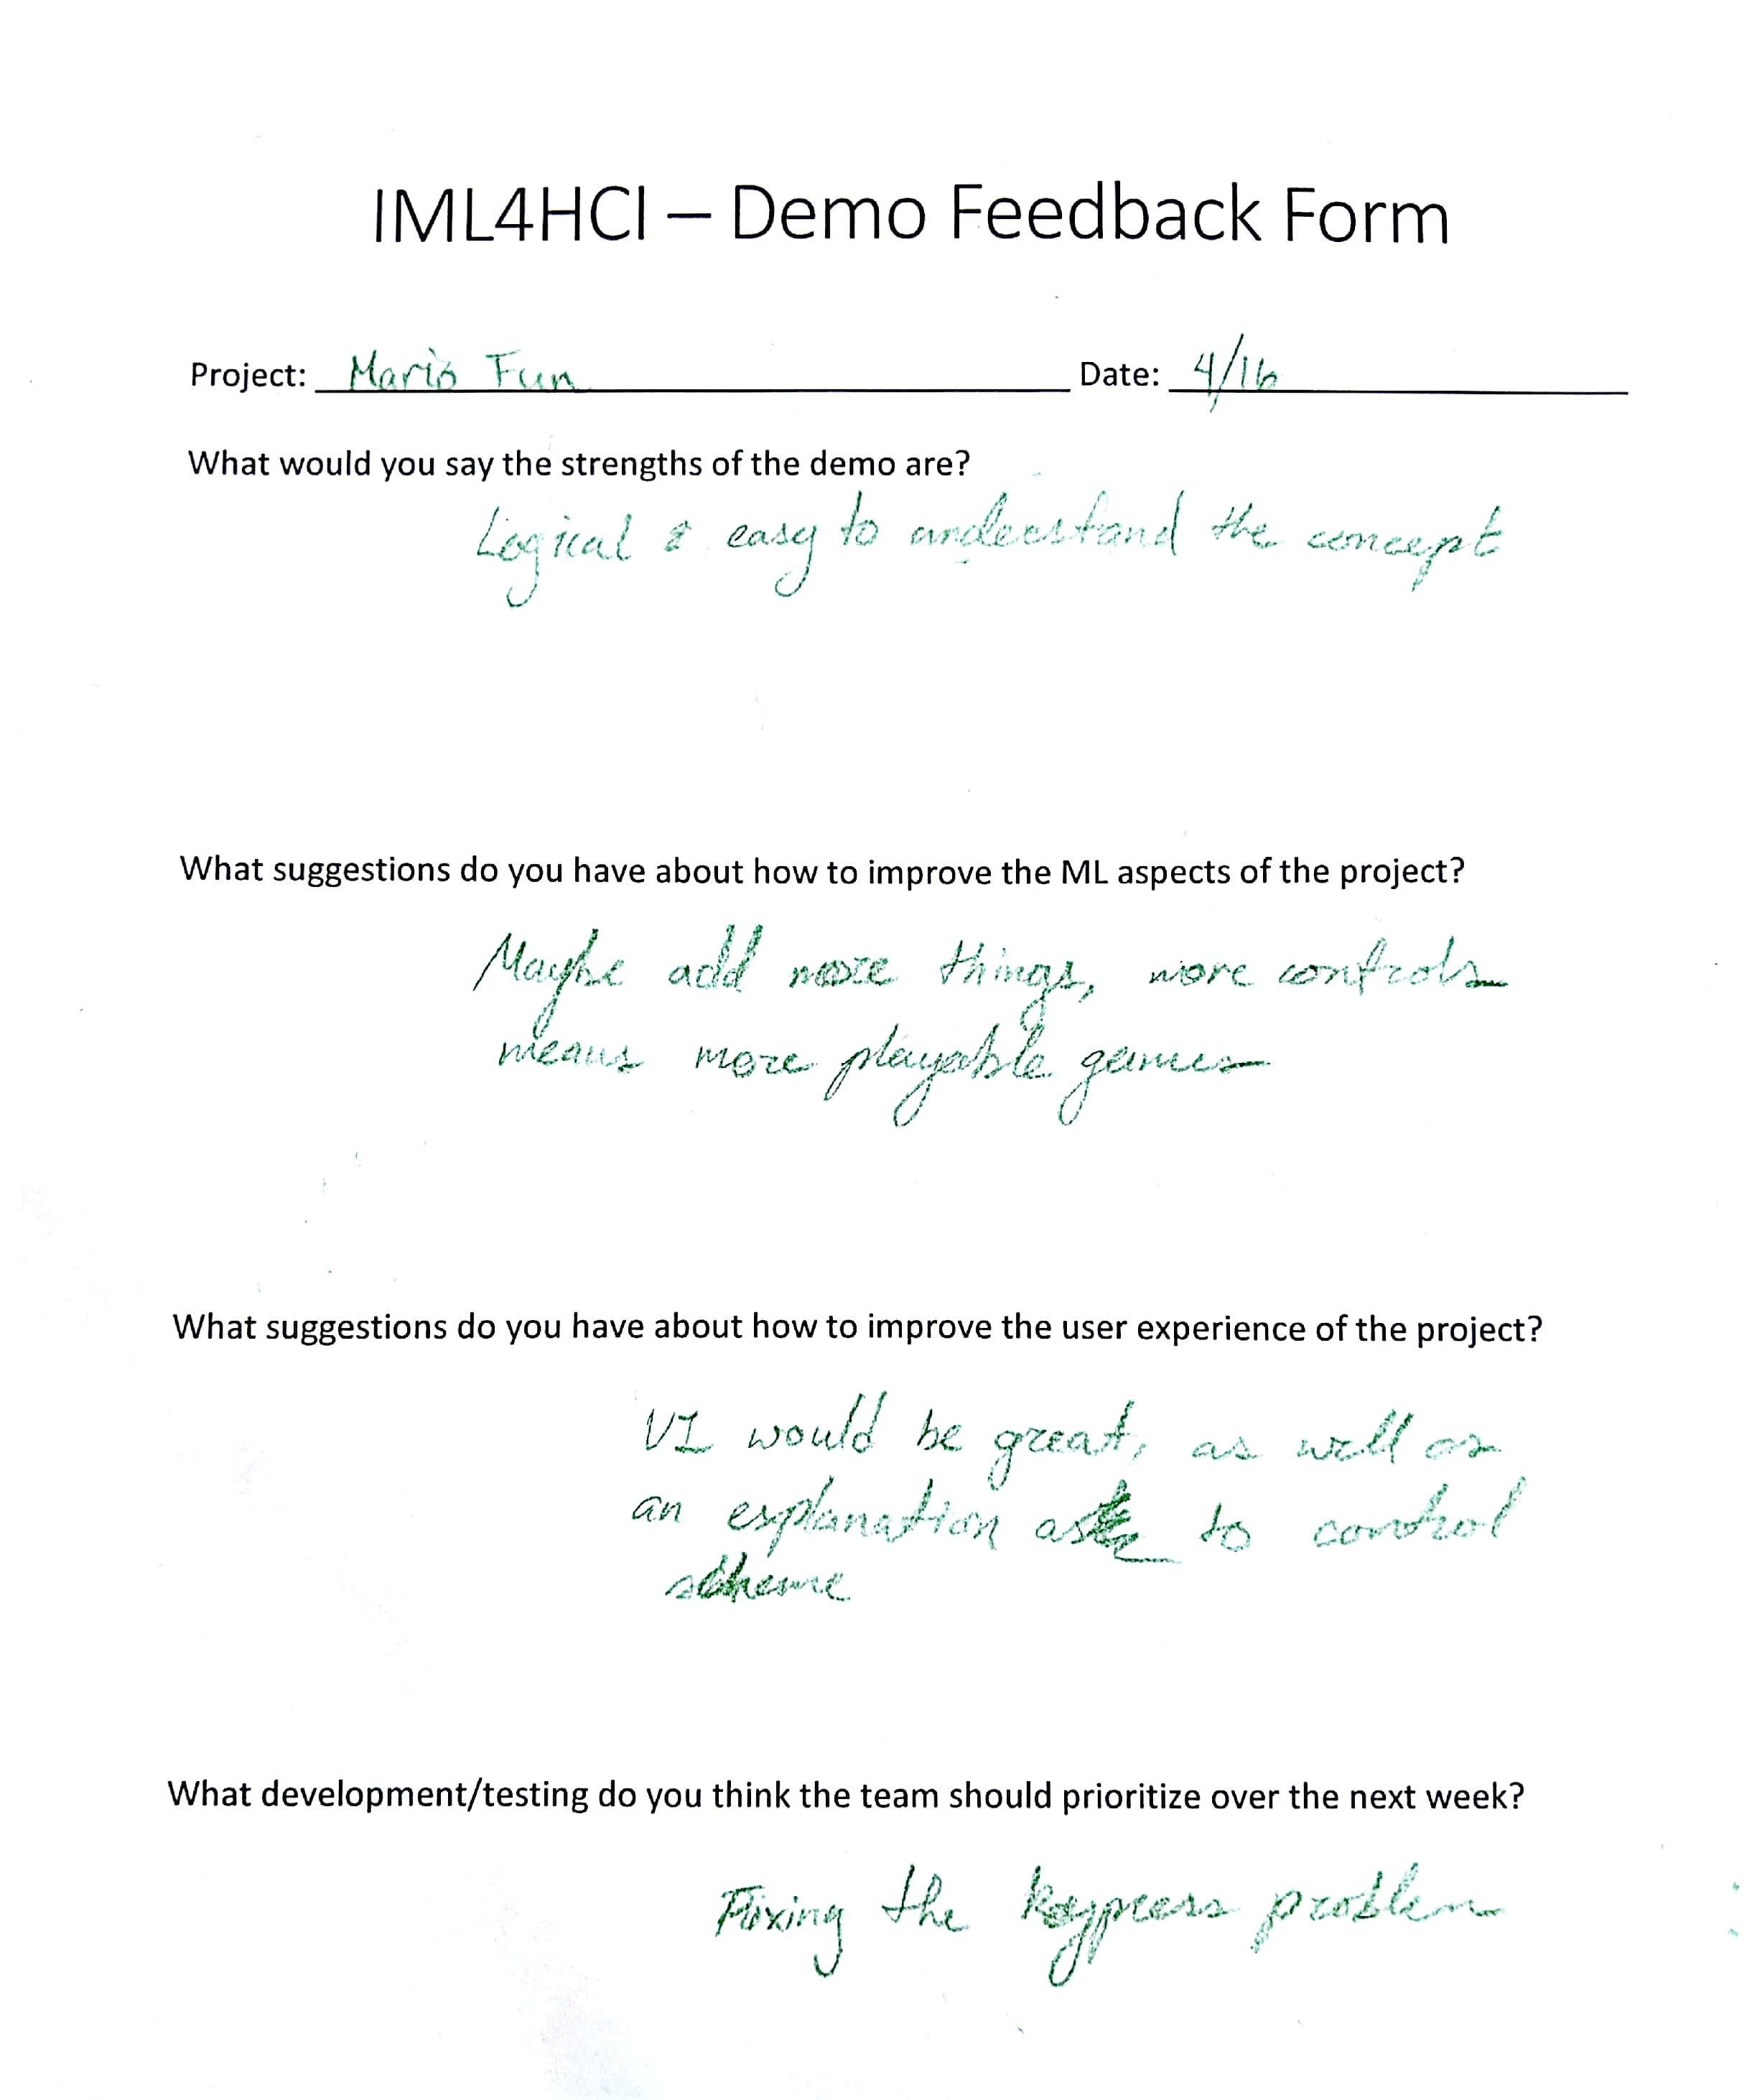 IML4HCI – Demo Feedback Form
Project: Mario Fun Date: 4/16
What would you say the strengths of the demo are?
Logical & easy to understand the concept
What suggestions do you have about how to improve the ML aspects of the project?
Maybe add more things, more controls
means more playable games
What suggestions do you have about how to improve the user experience of the project?
UI would be great, as well as
an explanation as to control
scheme
What development/testing do you think the team should prioritize over the next week?
Fixing the keypress problem